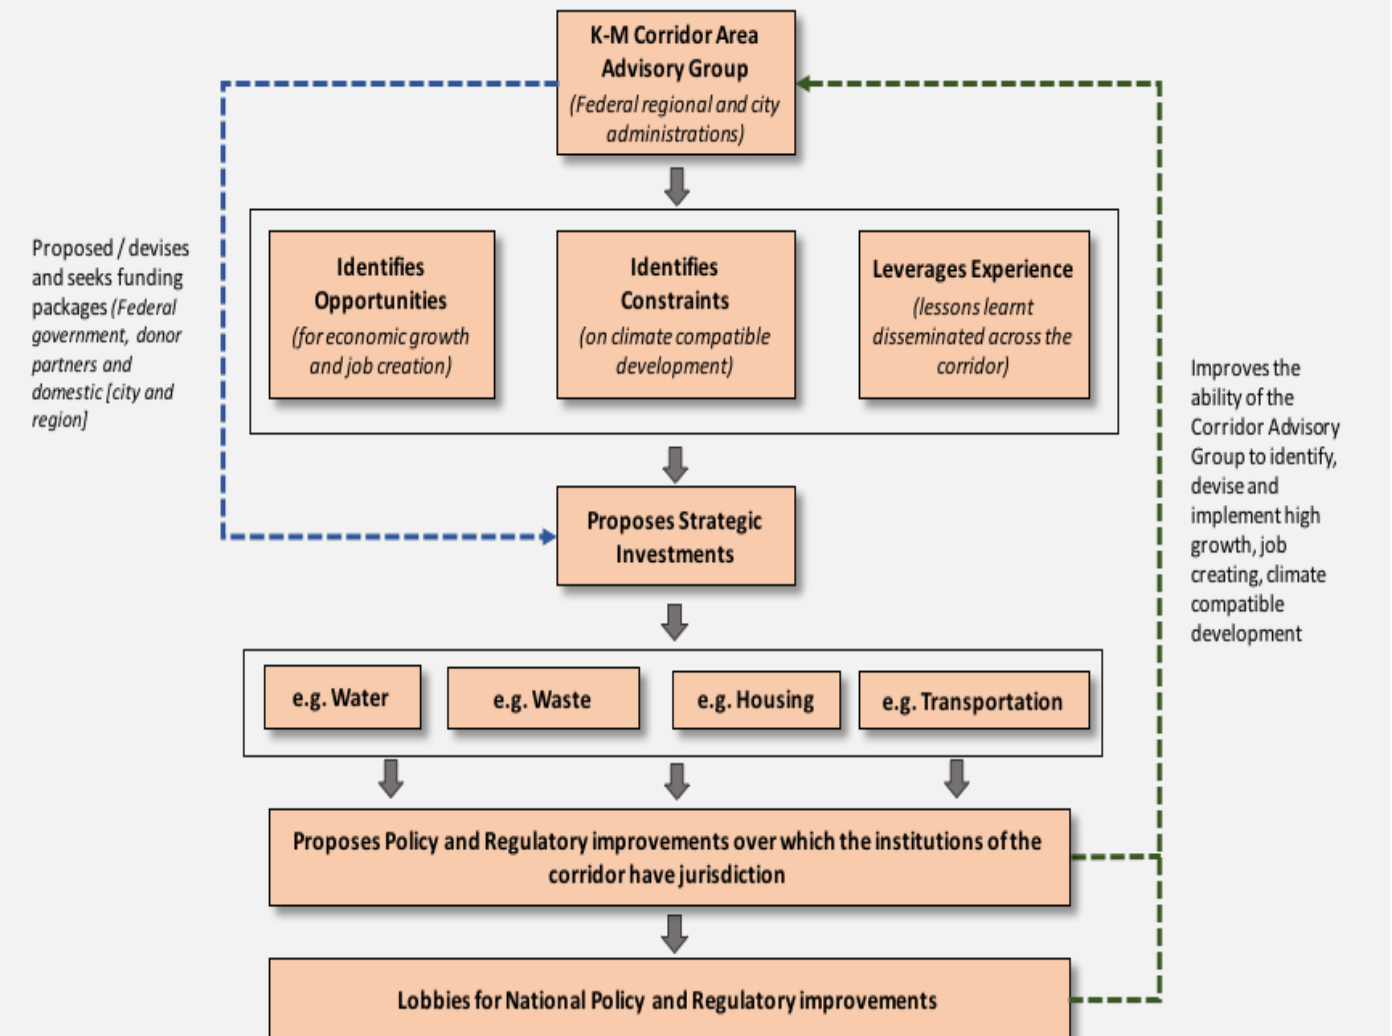 K-M Corridor Area
Advisory Group
(Federal regional and city
administrations)
Proposed / devises
and seeks funding
packages (Federal
government, donor
partners and
domestic [city and
region]
Identifies
Opportunities
(for economic growth
and job creation)
Identifies
Constraints
(on climate compatible
development)
Leverages Experience
(lessons learnt
disseminated across the
corridor)
Improves the
ability of the
Corridor Advisory
Group to identify,
devise and
implement high
growth, job
creating, climate
compatible
development
Proposes Strategic
Investments
e.g. Water
e.g. Waste
e.g. Housing
e.g. Transportation
Proposes Policy and Regulatory improvements over which the institutions of the
corridor have jurisdiction
Lobbies for National Policy and Regulatory improvements